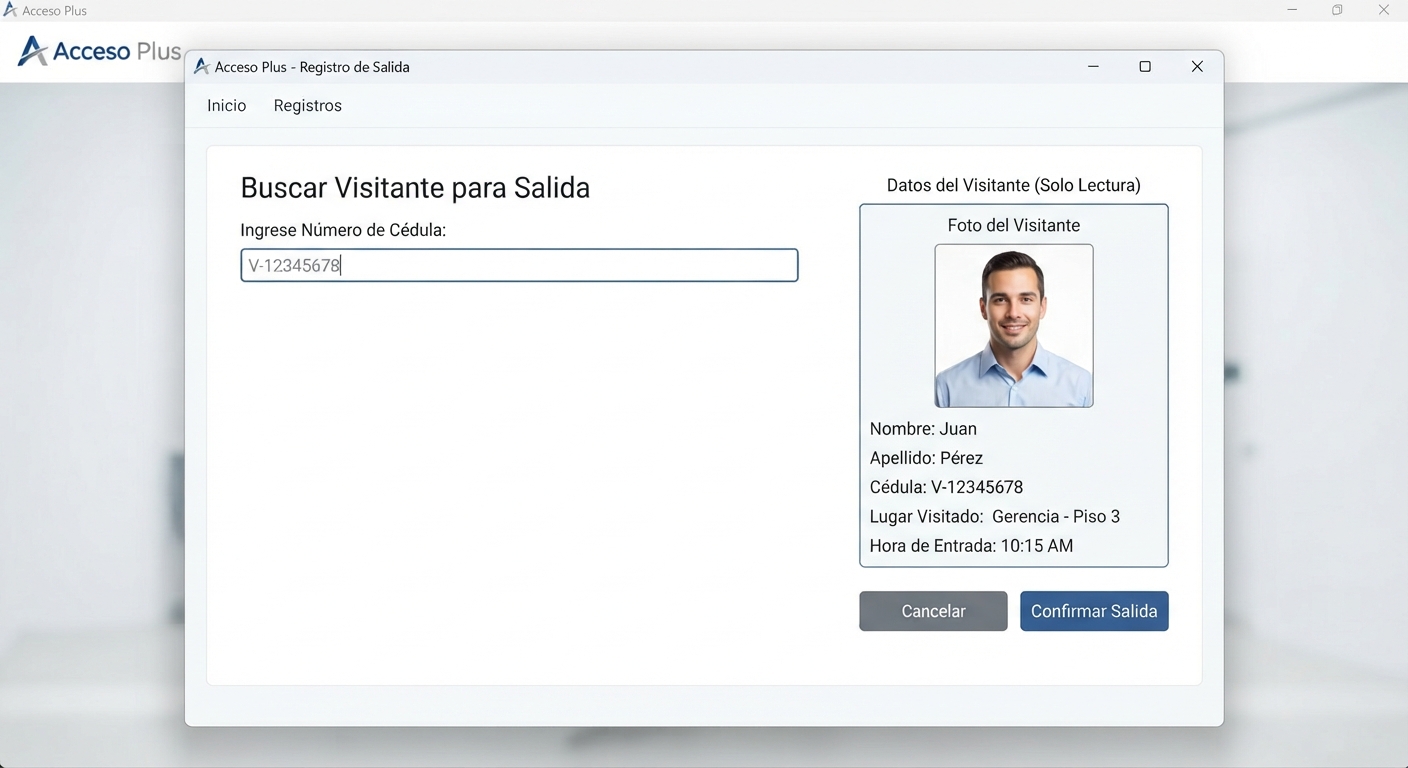 Acceso Plus
Acceso Plus
Acceso Plus - Registro de Salida
Inicio Registros
Buscar Visitante para Salida
Ingrese Número de Cédula:
V-12345678
Datos del Visitante (Solo Lectura)
Foto del Visitante
Nombre: Juan
Apellido: Pérez
Cédula: V-12345678
Lugar Visitado: Gerencia - Piso 3
Hora de Entrada: 10:15 AM
Cancelar Confirmar Salida